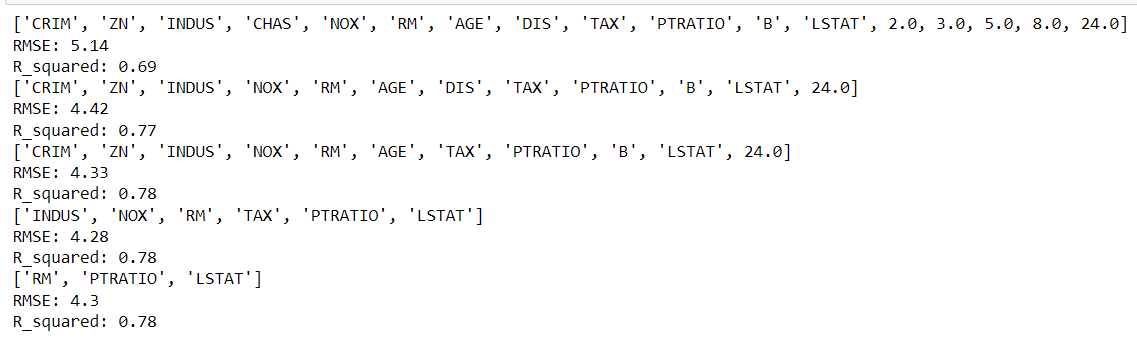 ['CRIM', 'ZN', 'INDUS', 'CHAS', 'NOX', 'RM', 'AGE', 'DIS', 'TAX', 'PTRATIO', 'B', 'LSTAT', 2.0, 3.0, 5.0, 8.0, 24.0]
RMSE: 5.14
R_squared: 0.69
['CRIM', 'ZN', 'INDUS', 'NOX', 'RM', 'AGE', 'DIS', 'TAX', 'PTRATIO', 'B', 'LSTAT', 24.0]
RMSE: 4.42
R_squared: 0.77
['CRIM', 'ZN', 'INDUS', 'NOX', 'RM', 'AGE', 'TAX', 'PTRATIO', 'B', 'LSTAT', 24.0]
RMSE: 4.33
R_squared: 0.78
['INDUS', 'NOX', 'RM', 'TAX', 'PTRATIO', 'LSTAT']
RMSE: 4.28
R_squared: 0.78
['RM', 'PTRATIO', 'LSTAT']
RMSE: 4.3
R_squared: 0.78